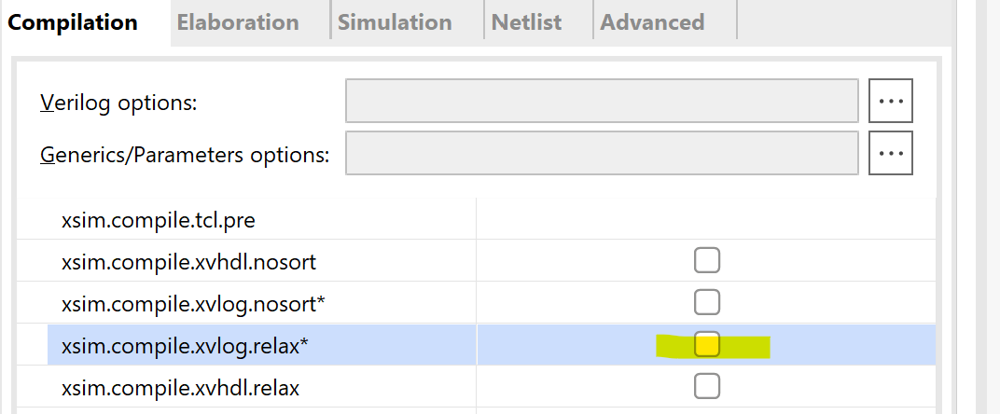 Compilation Elaboration Simulation Netlist Advanced
Verilog options: ...
Generics/Parameters options: ...
xsim.compile.tcl.pre
xsim.compile.xvhdl.nosort
xsim.compile.xvlog.nosort*
xsim.compile.xvlog.relax*
xsim.compile.xvhdl.relax